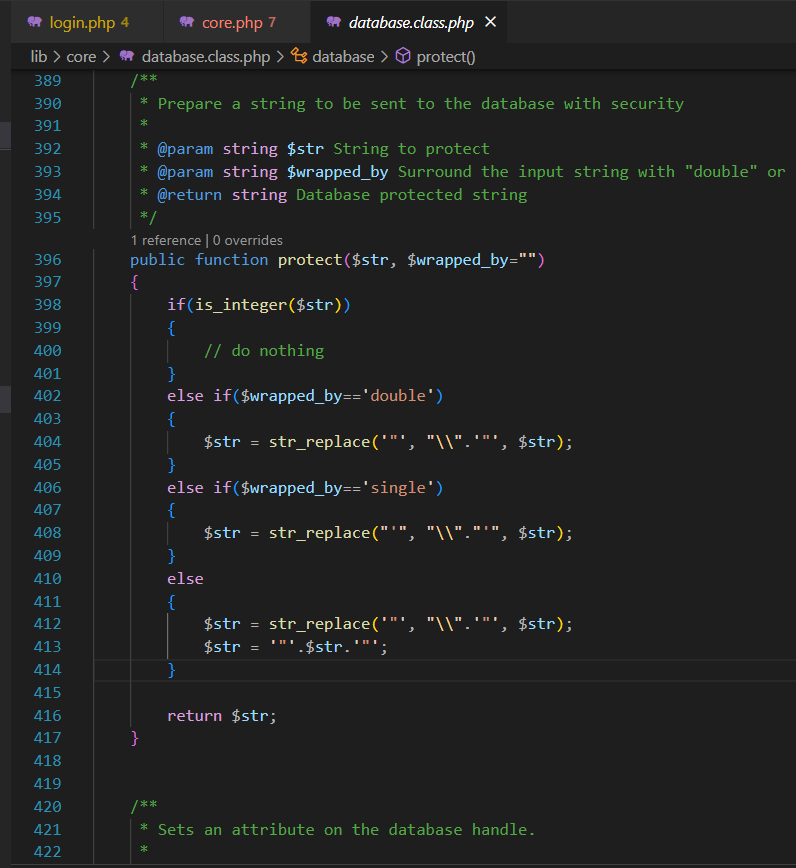 login.php 4 core.php 7 database.class.php ×
lib > core > database.class.php > database > protect()
389 /**
390 * Prepare a string to be sent to the database with security
391 *
392 * @param string $str String to protect
393 * @param string $wrapped_by Surround the input string with "double" or
394 * @return string Database protected string
395 */
1 reference | 0 overrides
396 public function protect($str, $wrapped_by="")
397 {
398 if(is_integer($str))
399 {
400 // do nothing
401 }
402 else if($wrapped_by=='double')
403 {
404 $str = str_replace('"', "\\".'"', $str);
405 }
406 else if($wrapped_by=='single')
407 {
408 $str = str_replace("'", "\\"."'", $str);
409 }
410 else
411 {
412 $str = str_replace('"', "\\".'"', $str);
413 $str = '"'.$str.'"';
414 }
415
416 return $str;
417 }
418
419
420 /**
421 * Sets an attribute on the database handle.
422 *